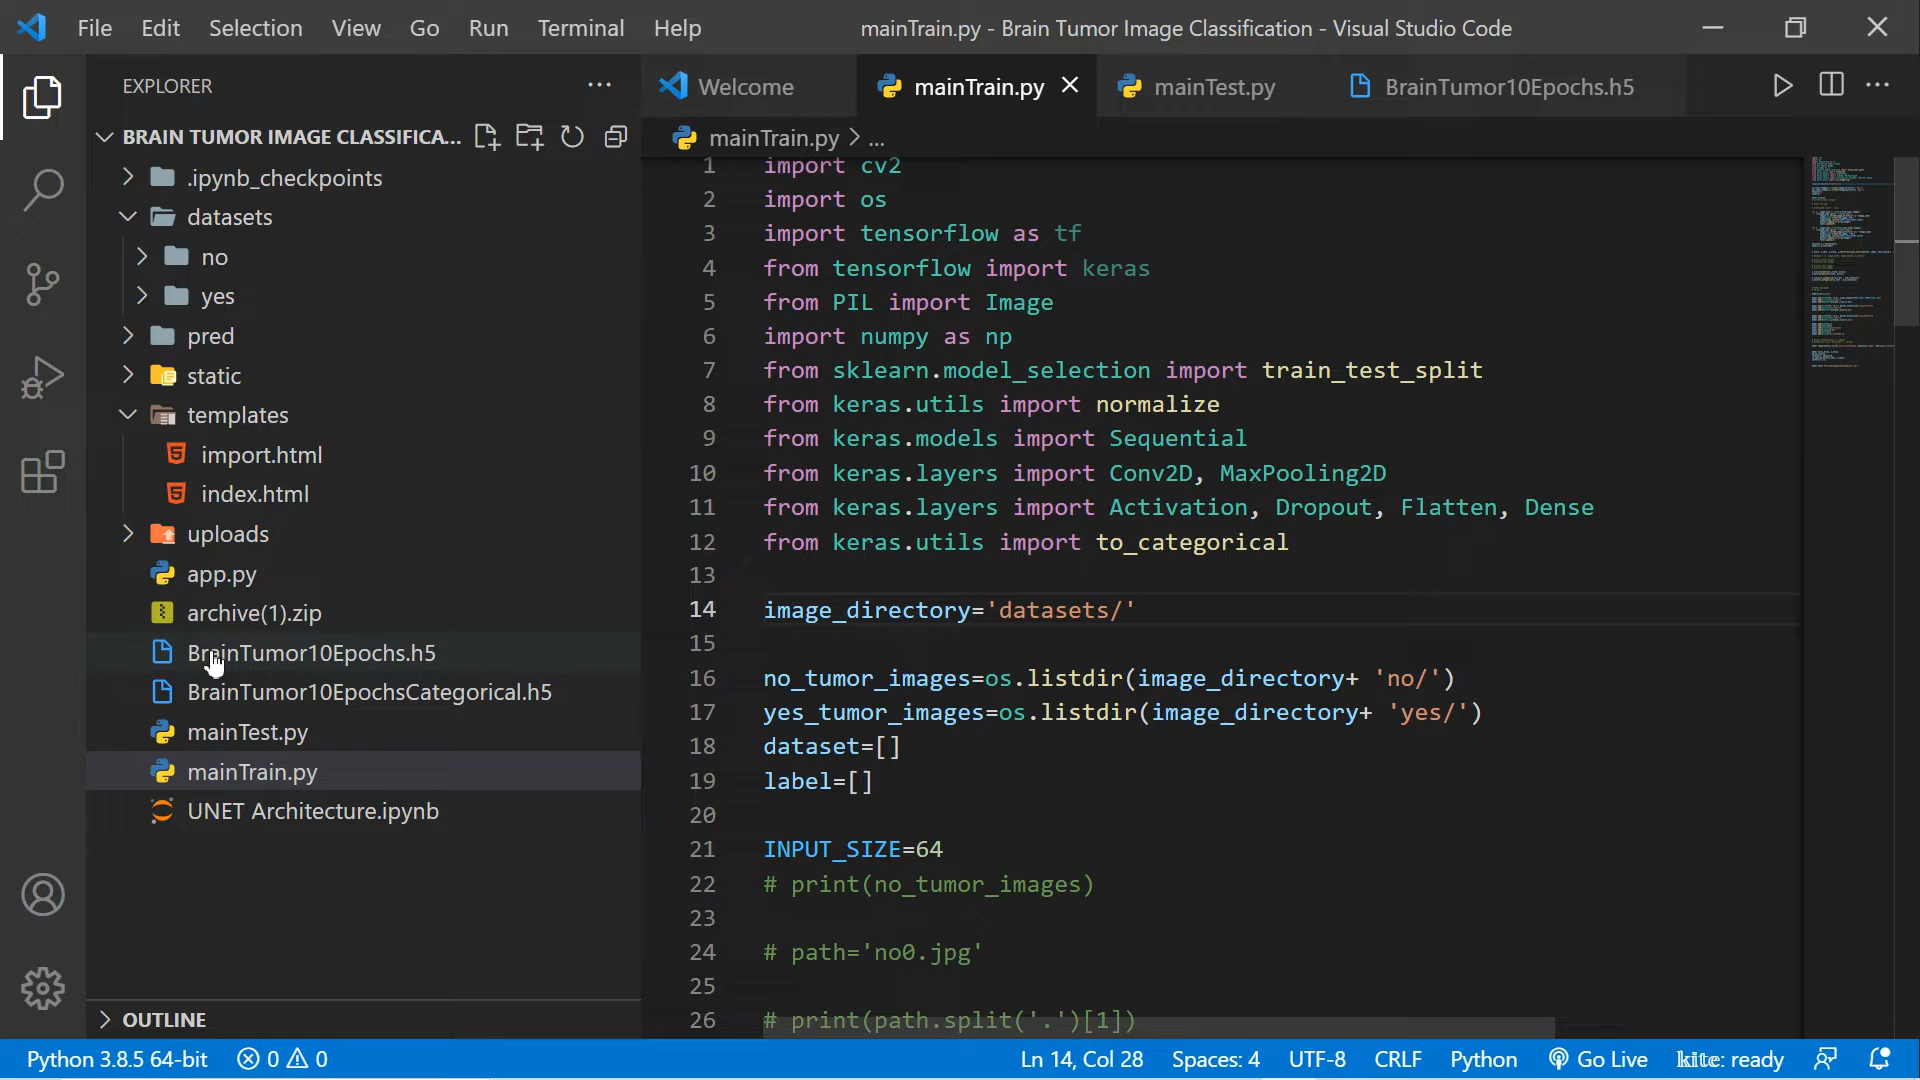 File Edit Selection View Go Run Terminal Help
mainTrain.py - Brain Tumor Image Classification - Visual Studio Code
EXPLORER
BRAIN TUMOR IMAGE CLASSIFICA...
.ipynb_checkpoints
datasets
no
yes
pred
static
templates
import.html
index.html
uploads
app.py
archive(1).zip
BrainTumor10Epochs.h5
BrainTumor10EpochsCategorical.h5
mainTest.py
mainTrain.py
UNET Architecture.ipynb
OUTLINE
Welcome mainTrain.py mainTest.py BrainTumor10Epochs.h5
mainTrain.py > ...
1 import cv2
2 import os
3 import tensorflow as tf
4 from tensorflow import keras
5 from PIL import Image
6 import numpy as np
7 from sklearn.model_selection import train_test_split
8 from keras.utils import normalize
9 from keras.models import Sequential
10 from keras.layers import Conv2D, MaxPooling2D
11 from keras.layers import Activation, Dropout, Flatten, Dense
12 from keras.utils import to_categorical
13
14 image_directory='datasets/'
15
16 no_tumor_images=os.listdir(image_directory+ 'no/')
17 yes_tumor_images=os.listdir(image_directory+ 'yes/')
18 dataset=[]
19 label=[]
20
21 INPUT_SIZE=64
22 # print(no_tumor_images)
23
24 # path='no0.jpg'
25
26 # print(path.split('.')[1])
Python 3.8.5 64-bit 0 0 Ln 14, Col 28 Spaces: 4 UTF-8 CRLF Python Go Live kite: ready